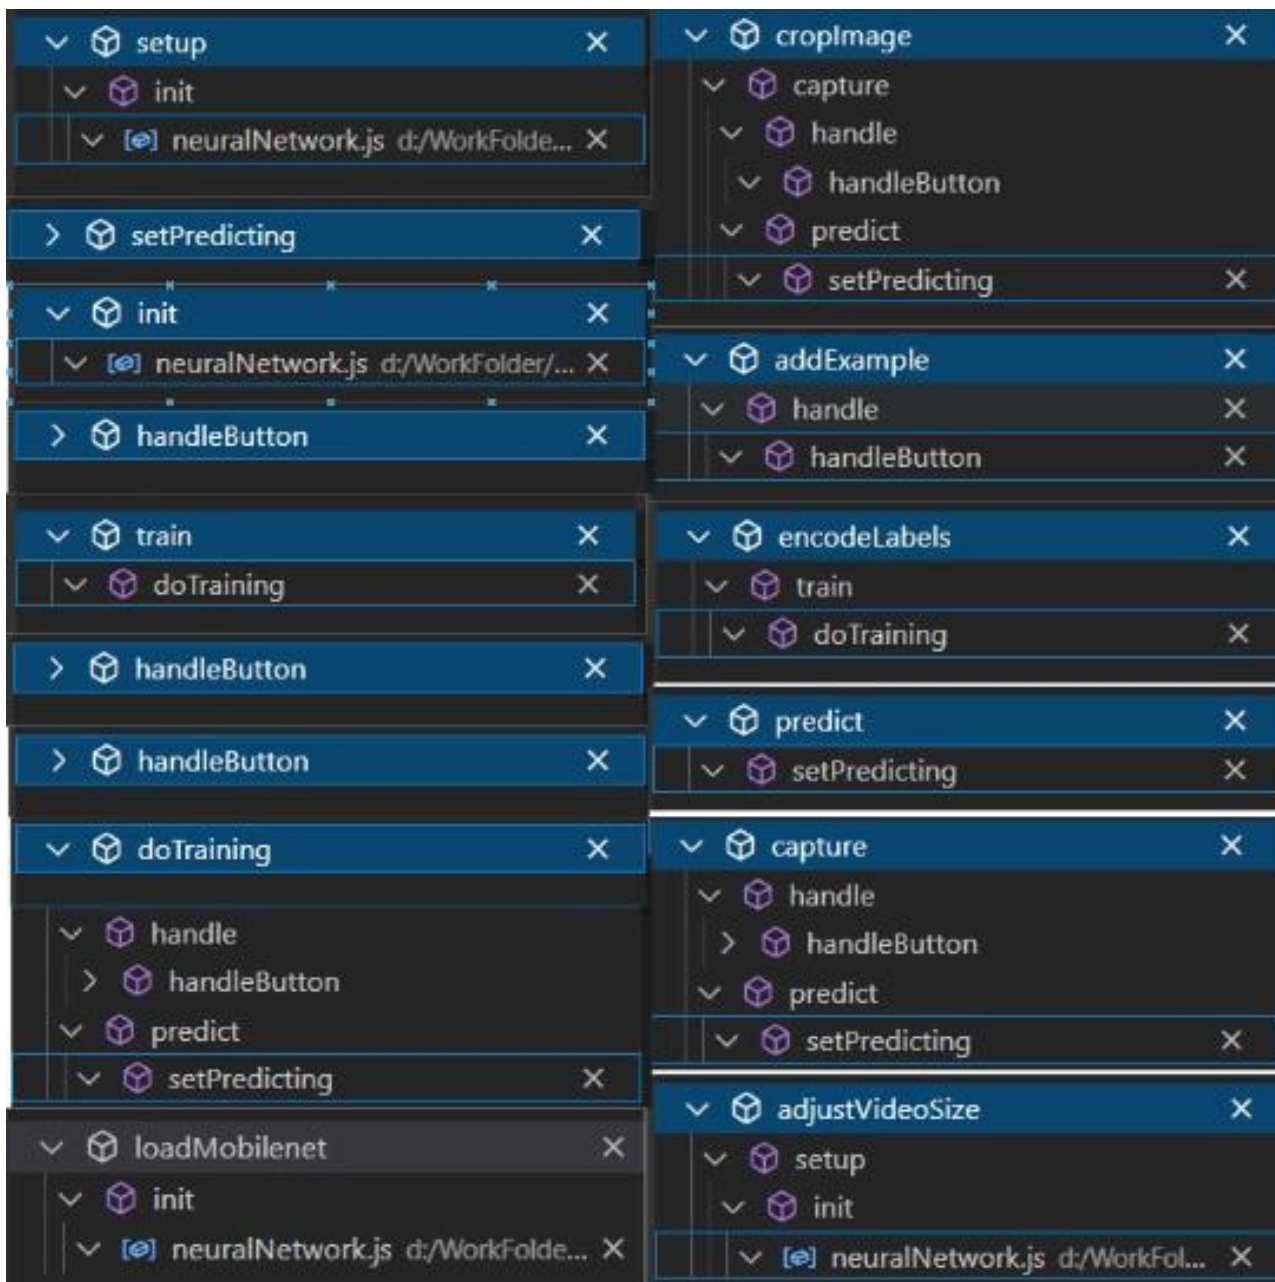 setup
init
neuralNetwork.js d:/WorkFolde...
setPredicting
init
neuralNetwork.js d:/WorkFolder/...
handleButton
train
doTraining
handleButton
handleButton
doTraining
handle
handleButton
predict
setPredicting
loadMobilenet
init
neuralNetwork.js d:/WorkFolde...
cropImage
capture
handle
handleButton
predict
setPredicting
addExample
handle
handleButton
encodeLabels
train
doTraining
predict
setPredicting
capture
handle
handleButton
predict
setPredicting
adjustVideoSize
setup
init
neuralNetwork.js d:/WorkFol...